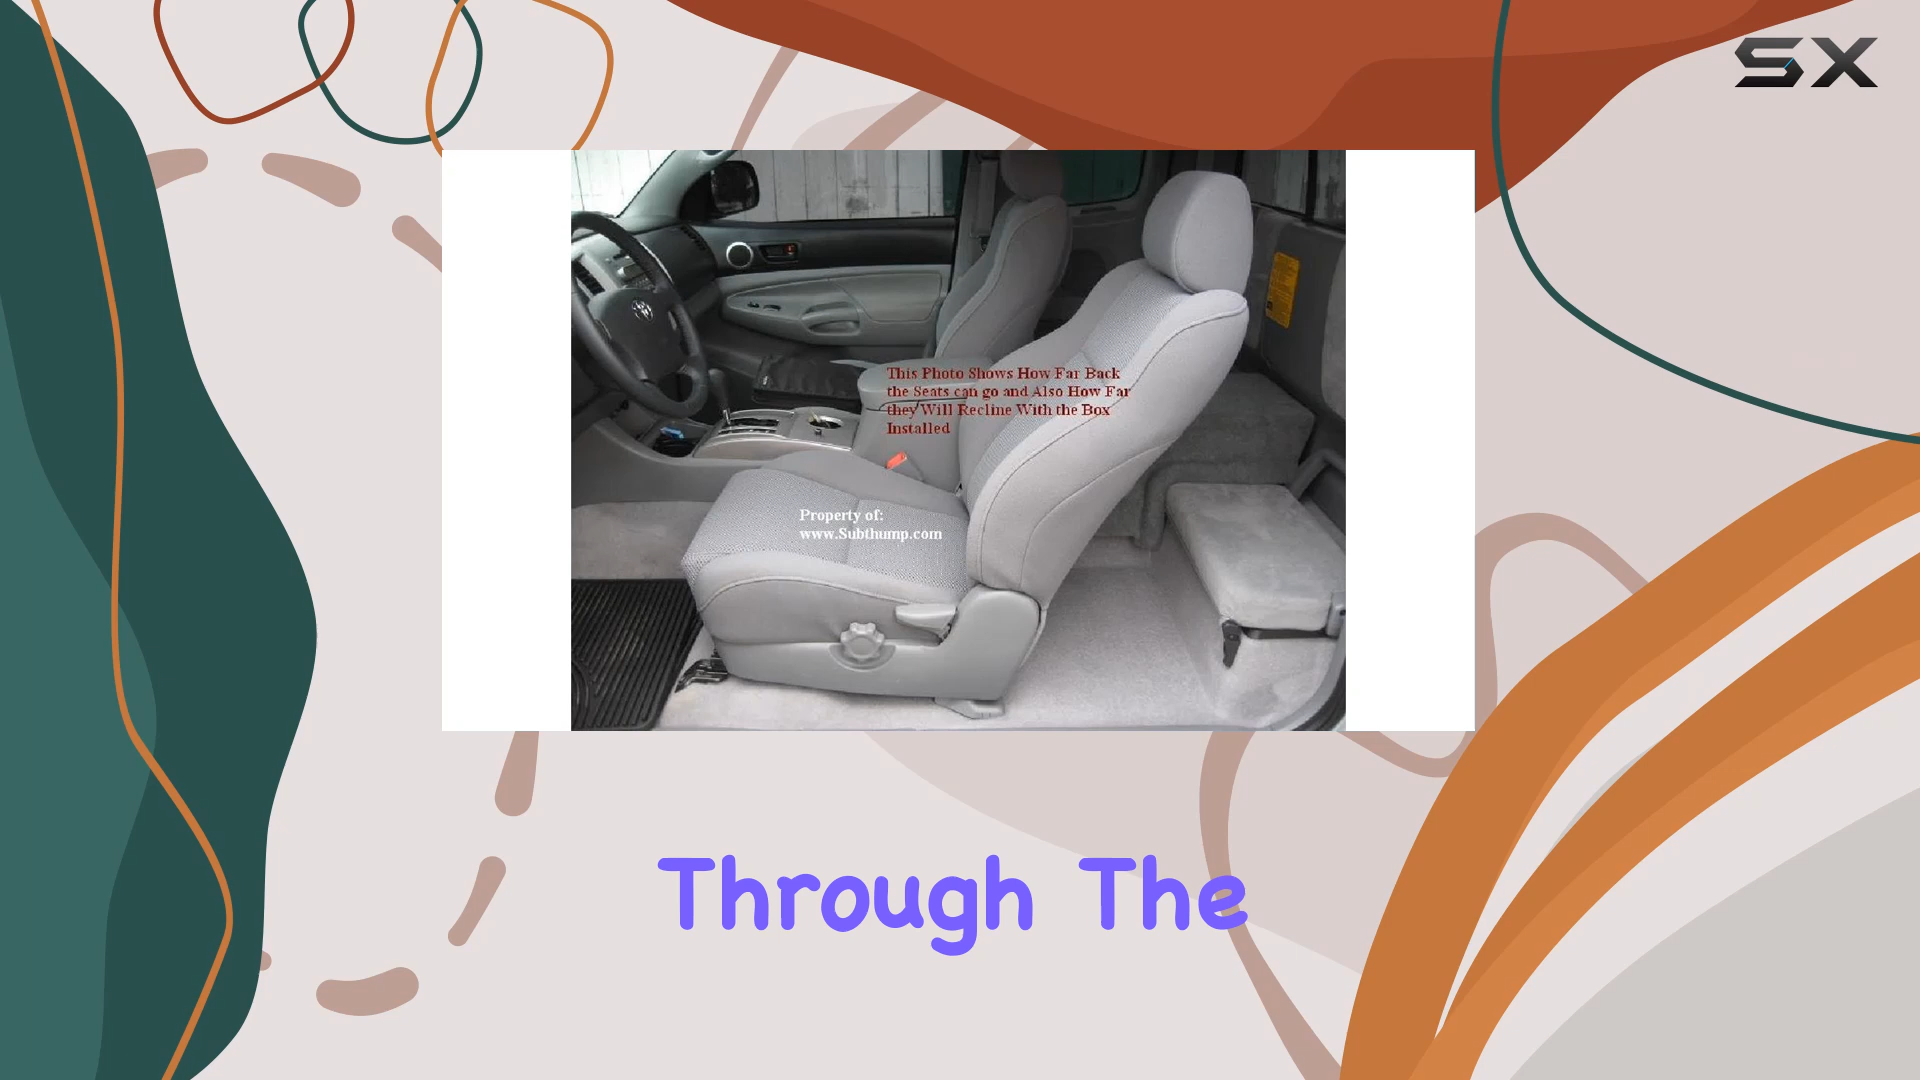 SX
This Photo Shows How Far Back
the Seats can go and Also How Far
they Will Recline With the Box
Installed
Property of:
www.Subthump.com
Through The